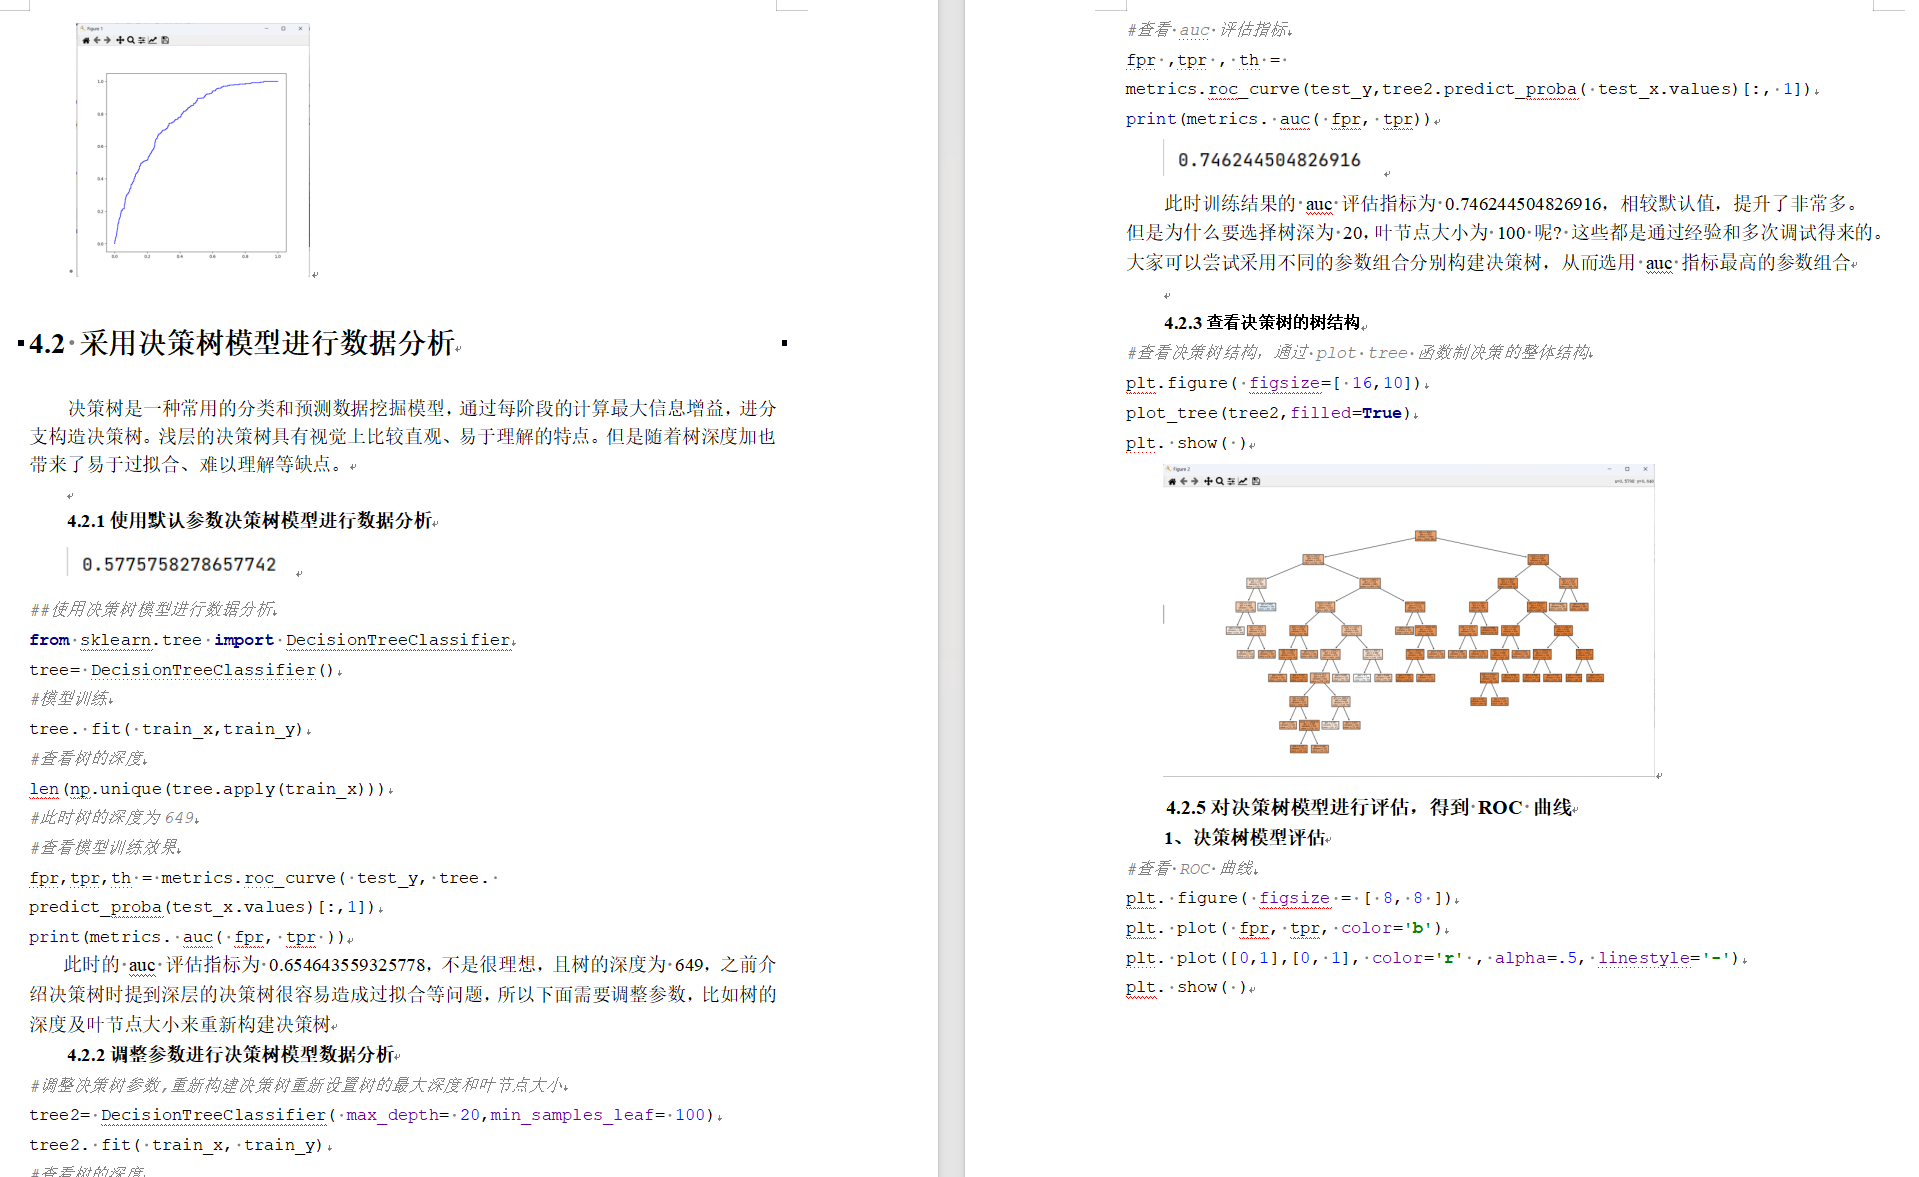 Figure 1
1.0
0.8
0.6
0.4
0.2
0.0
0.0 0.2 0.4 0.6 0.8 1.0
4.2 采用决策树模型进行数据分析
决策树是一种常用的分类和预测数据挖掘模型，通过每阶段的计算最大信息增益，进分
支构造决策树。浅层的决策树具有视觉上比较直观、易于理解的特点。但是随着树深度加也
带来了易于过拟合、难以理解等缺点。
4.2.1 使用默认参数决策树模型进行数据分析
0.5775758278657742
##使用决策树模型进行数据分析
from sklearn.tree import DecisionTreeClassifier
tree= DecisionTreeClassifier()
#模型训练
tree. fit( train_x,train_y)
#查看树的深度
len(np.unique(tree.apply(train_x)))
#此时树的深度为 649
#查看模型训练效果
fpr,tpr,th = metrics.roc_curve( test_y, tree.
predict_proba(test_x.values)[:,1])
print(metrics. auc( fpr, tpr ))
此时的 auc 评估指标为 0.654643559325778，不是很理想，且树的深度为 649，之前介
绍决策树时提到深层的决策树很容易造成过拟合等问题，所以下面需要调整参数，比如树的
深度及叶节点大小来重新构建决策树
4.2.2 调整参数进行决策树模型数据分析
#调整决策树参数,重新构建决策树重新设置树的最大深度和叶节点大小
tree2= DecisionTreeClassifier( max_depth= 20,min_samples_leaf= 100)
tree2. fit( train_x, train_y)
#查看树的深度
#查看 auc 评估指标
fpr ,tpr , th =
metrics.roc_curve(test_y,tree2.predict_proba( test_x.values)[:, 1])
print(metrics. auc( fpr, tpr))
0.746244504826916
此时训练结果的 auc 评估指标为 0.746244504826916，相较默认值，提升了非常多。
但是为什么要选择树深为 20，叶节点大小为 100 呢？这些都是通过经验和多次调试得来的。
大家可以尝试采用不同的参数组合分别构建决策树，从而选用 auc 指标最高的参数组合
4.2.3 查看决策树的树结构
#查看决策树结构，通过 plot tree 函数制决策的整体结构
plt.figure( figsize=[ 16,10])
plot_tree(tree2,filled=True)
plt. show( )
Figure 2
4.2.5 对决策树模型进行评估，得到 ROC 曲线
1、决策树模型评估
#查看 ROC 曲线
plt. figure( figsize = [ 8, 8 ])
plt. plot( fpr, tpr, color='b')
plt. plot([0,1],[0, 1], color='r' , alpha=.5, linestyle='-')
plt. show( )